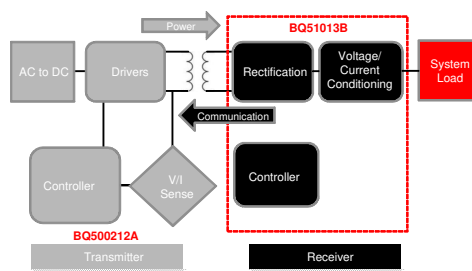 Power
BQ51013B
AC to DC
Drivers
Rectification
Voltage/
Current
Conditioning
System
Load
Communication
Controller
V/I
Sense
Controller
BQ500212A
Transmitter
Receiver